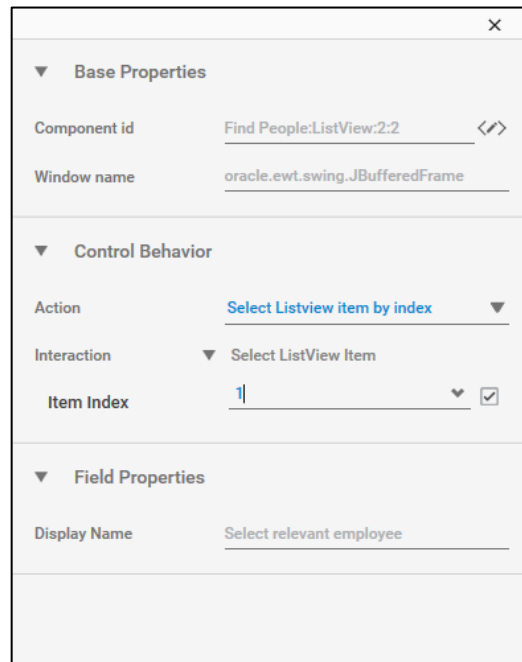 Base Properties
Component id Find People:ListView:2:2
Window name oracle.ewt.swing.JBufferedFrame
Control Behavior
Action Select Listview item by index
Interaction Select ListView Item
Item Index 1
Field Properties
Display Name Select relevant employee